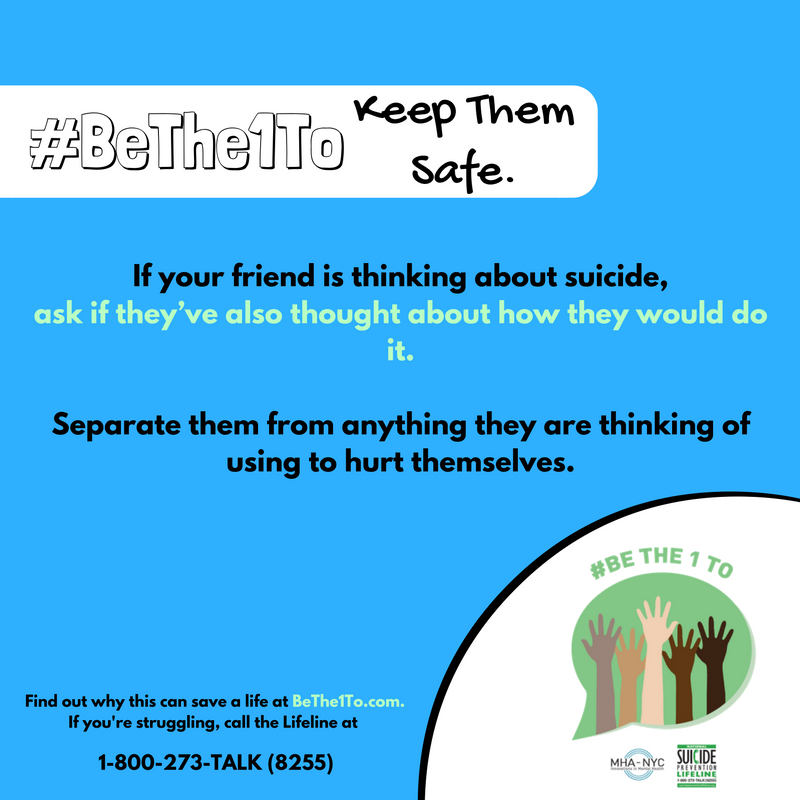 #BeThe1To
Keep Them
Safe.
If your friend is thinking about suicide,
ask if they’ve also thought about how they would do
it.
Separate them from anything they are thinking of
using to hurt themselves.
#BE THE 1 TO
Find out why this can save a life at BeThe1To.com.
If you're struggling, call the Lifeline at
1-800-273-TALK (8255)
MHA-NYC
NATIONAL
SUICIDE
PREVENTION
LIFELINE